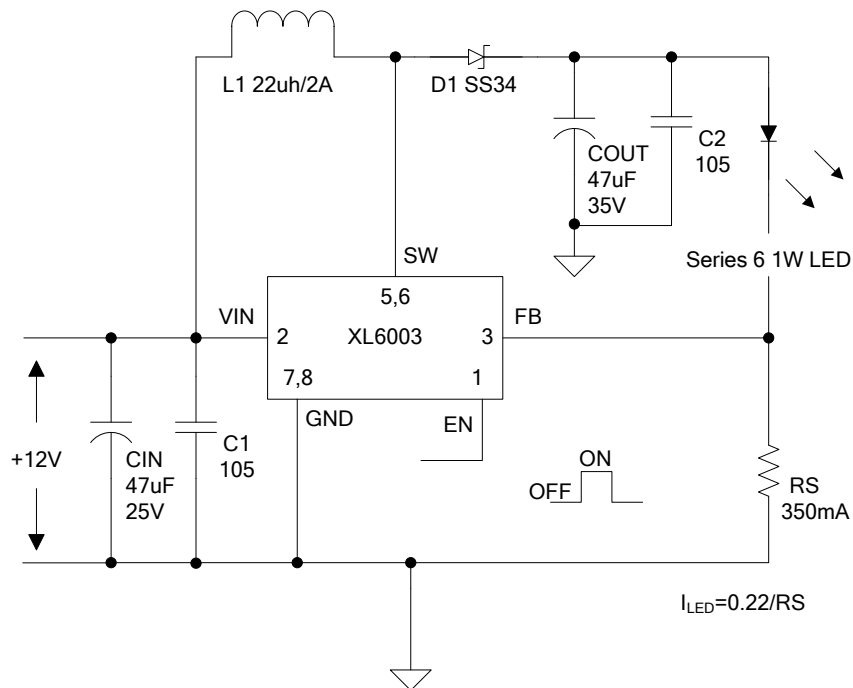 L1 22uh/2A
D1 SS34
COUT
47uF
35V
C2
105
SW
Series 6 1W LED
VIN
5,6
FB
2
XL6003
3
7,8
1
GND
EN
+12V
CIN
47uF
25V
C1
105
ON
OFF
RS
350mA
ILED=0.22/RS